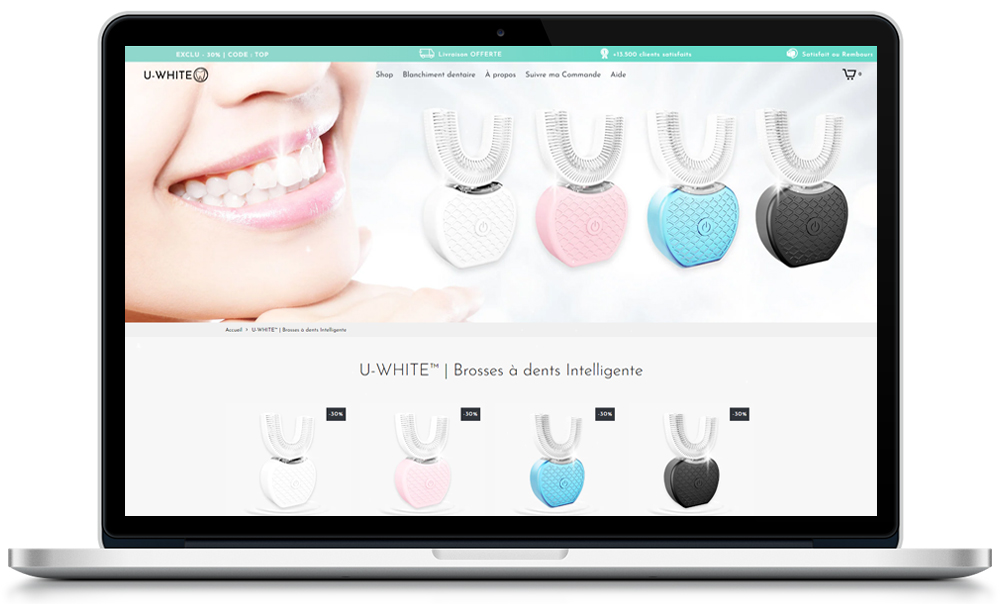 EXCLU - 30% | CODE : TOP
Livraison OFFERTE
+13.500 clients satisfaits
Satisfait ou Rembours
U-WHITE
Shop Blanchiment dentaire À propos Suivre ma Commande Aide
0
Accueil > U-WHITE™ | Brosses à dents Intelligente
U-WHITE™ | Brosses à dents Intelligente
-30% -30% -30% -30%